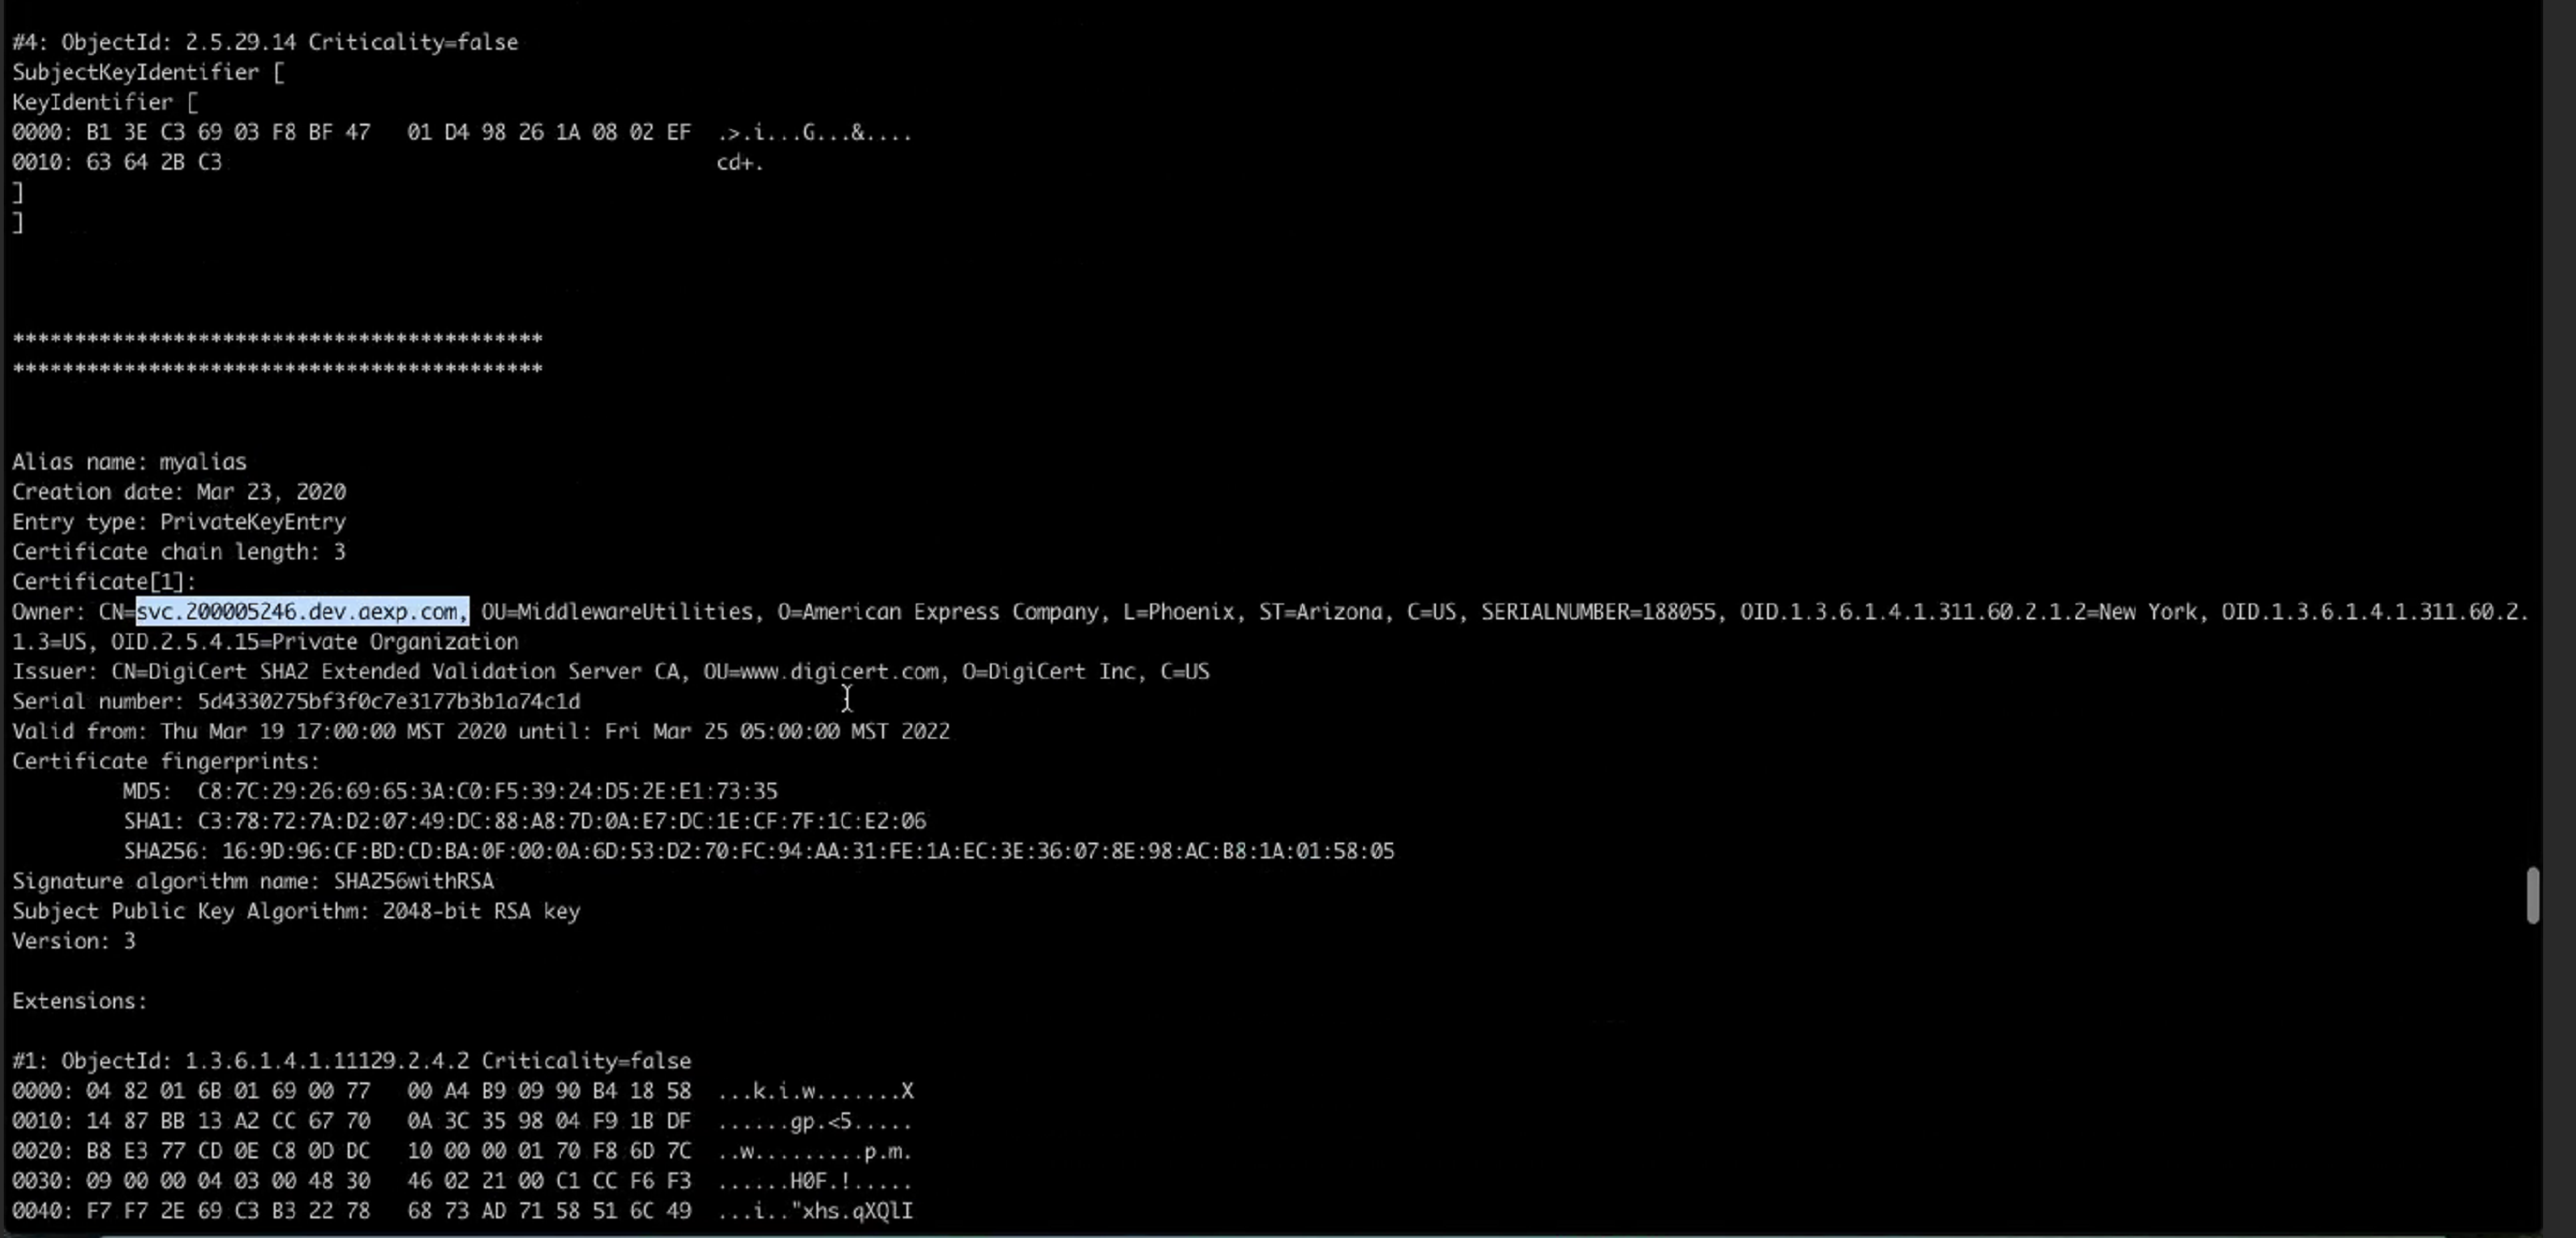 #4: ObjectId: 2.5.29.14 Criticality=false
SubjectKeyIdentifier [
KeyIdentifier [
0000: B1 3E C3 69 03 F8 BF 47   01 D4 98 26 1A 08 02 EF  .>.i...G...&....
0010: 63 64 2B C3                                        cd+.
]
]
*******************************************
*******************************************
Alias name: myalias
Creation date: Mar 23, 2020
Entry type: PrivateKeyEntry
Certificate chain length: 3
Certificate[1]:
Owner: CN=svc.200005246.dev.aexp.com, OU=MiddlewareUtilities, O=American Express Company, L=Phoenix, ST=Arizona, C=US, SERIALNUMBER=188055, OID.1.3.6.1.4.1.311.60.2.1.2=New York, OID.1.3.6.1.4.1.311.60.2.
1.3=US, OID.2.5.4.15=Private Organization
Issuer: CN=DigiCert SHA2 Extended Validation Server CA, OU=www.digicert.com, O=DigiCert Inc, C=US
Serial number: 5d4330275bf3f0c7e3177b3b1a74c1d
Valid from: Thu Mar 19 17:00:00 MST 2020 until: Fri Mar 25 05:00:00 MST 2022
Certificate fingerprints:
         MD5:  C8:7C:29:26:69:65:3A:C0:F5:39:24:D5:2E:E1:73:35
         SHA1: C3:78:72:7A:D2:07:49:DC:88:A8:7D:0A:E7:DC:1E:CF:7F:1C:E2:06
         SHA256: 16:9D:96:CF:BD:CD:BA:0F:00:0A:6D:53:D2:70:FC:94:AA:31:FE:1A:EC:3E:36:07:8E:98:AC:B8:1A:01:58:05
Signature algorithm name: SHA256withRSA
Subject Public Key Algorithm: 2048-bit RSA key
Version: 3
Extensions:
#1: ObjectId: 1.3.6.1.4.1.11129.2.4.2 Criticality=false
0000: 04 82 01 6B 01 69 00 77   00 A4 B9 09 90 B4 18 58  ...k.i.w.......X
0010: 14 87 BB 13 A2 CC 67 70   0A 3C 35 98 04 F9 1B DF  ......gp.<5.....
0020: B8 E3 77 CD 0E C8 0D DC   10 00 00 01 70 F8 6D 7C  ..w.........p.m.
0030: 09 00 00 04 03 00 48 30   46 02 21 00 C1 CC F6 F3  ......H0F.!.....
0040: F7 F7 2E 69 C3 B3 22 78   68 73 AD 71 58 51 6C 49  ...i.."xhs.qXQlI